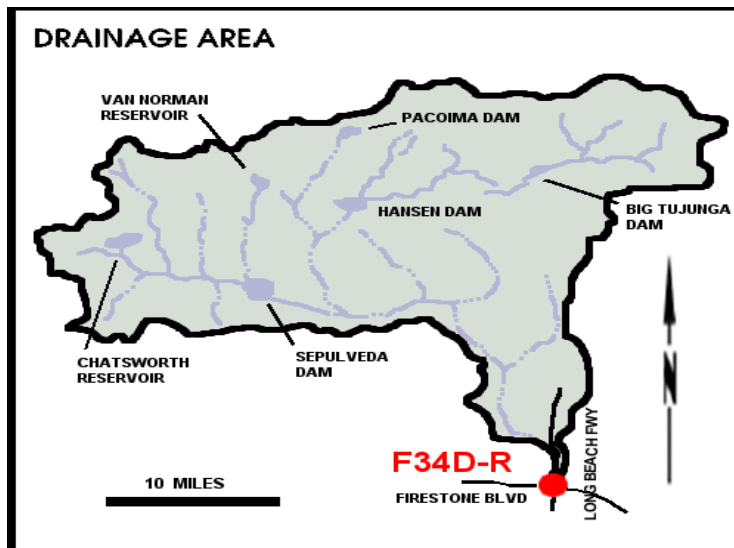 DRAINAGE AREA
VAN NORMAN
RESERVOIR
PACOIMA DAM
HANSEN DAM
BIG TUJUNGA
DAM
CHATSWORTH
RESERVOIR
SEPULVEDA
DAM
N
F34D-R
10 MILES
FIRESTONE BLVD
LONG BEACH FWY